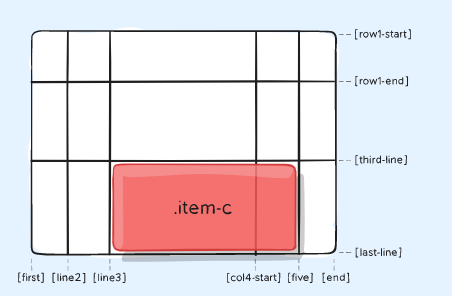 [row1-start]
[row1-end]
[third-line]
.item-c
[last-line]
[first] [line2] [line3] [col4-start] [five] [end]